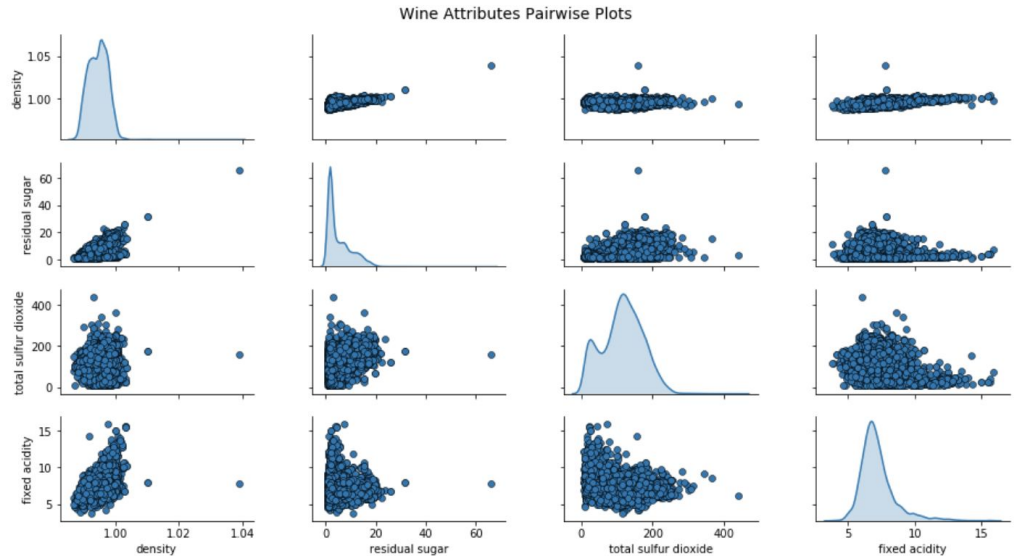 Wine Attributes Pairwise Plots
density
1.05
1.00
residual sugar
60
40
20
0
total sulfur dioxide
400
200
0
fixed acidity
15
10
5
1.00 1.02 1.04
0 20 40 60
0 200 400
5 10 15
density
residual sugar
total sulfur dioxide
fixed acidity